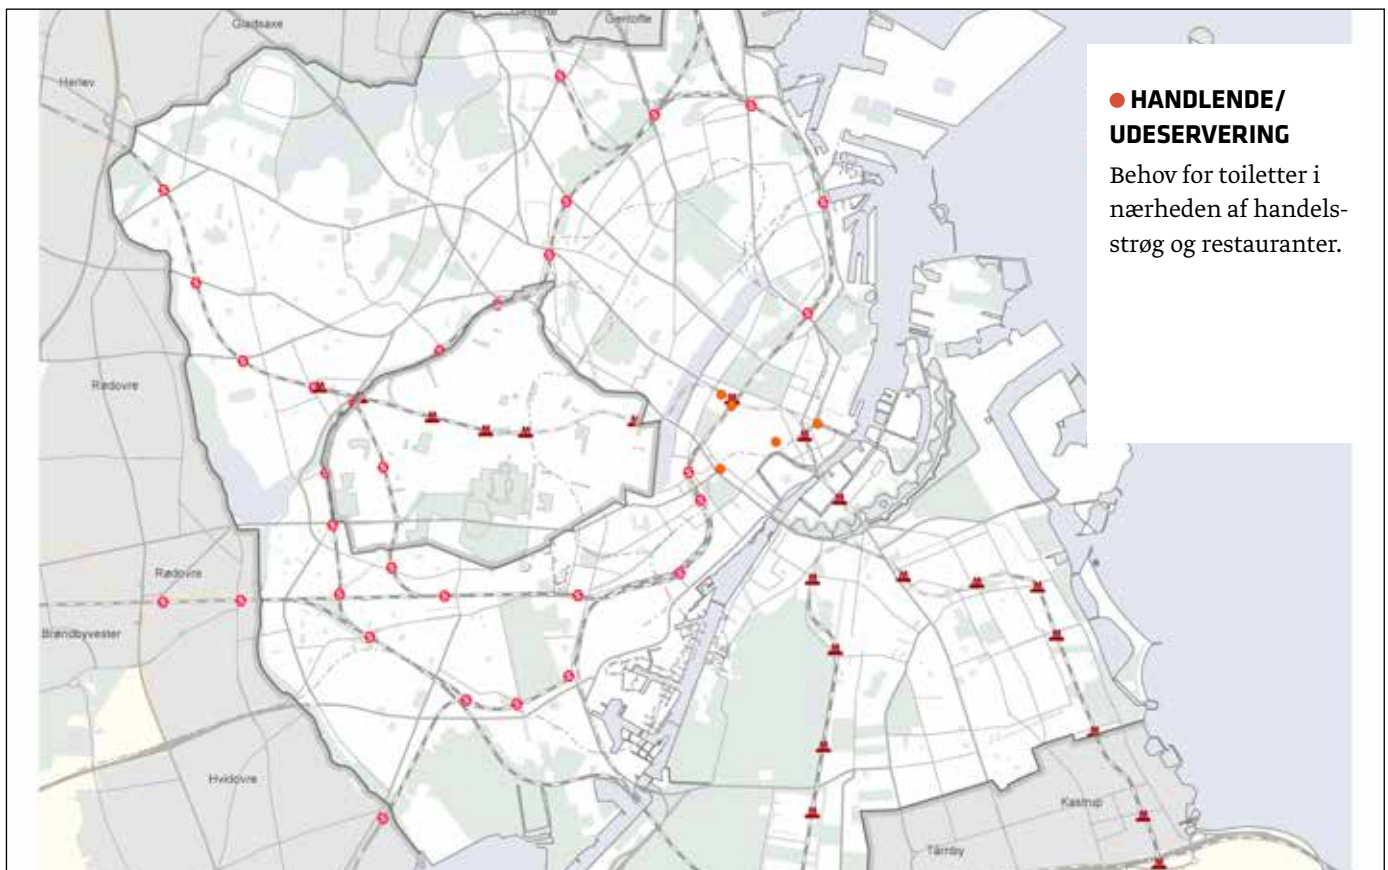 Gladsaxe
Gentofte
Herlev
● HANDLENDE/
UDESERVERING
Behov for toiletter i
nærheden af handels-
strøg og restauranter.
Rødovre
Rødovre
Brøndbyvester
Hvidovre
Kastrup
Tårnby